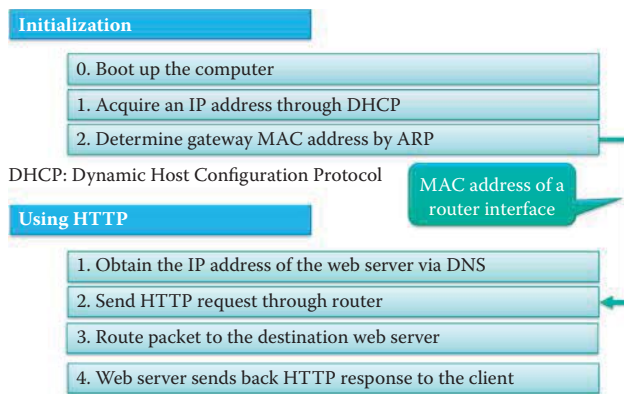 Initialization
0. Boot up the computer
1. Acquire an IP address through DHCP
2. Determine gateway MAC address by ARP
DHCP: Dynamic Host Configuration Protocol
MAC address of a
router interface
Using HTTP
1. Obtain the IP address of the web server via DNS
2. Send HTTP request through router
3. Route packet to the destination web server
4. Web server sends back HTTP response to the client